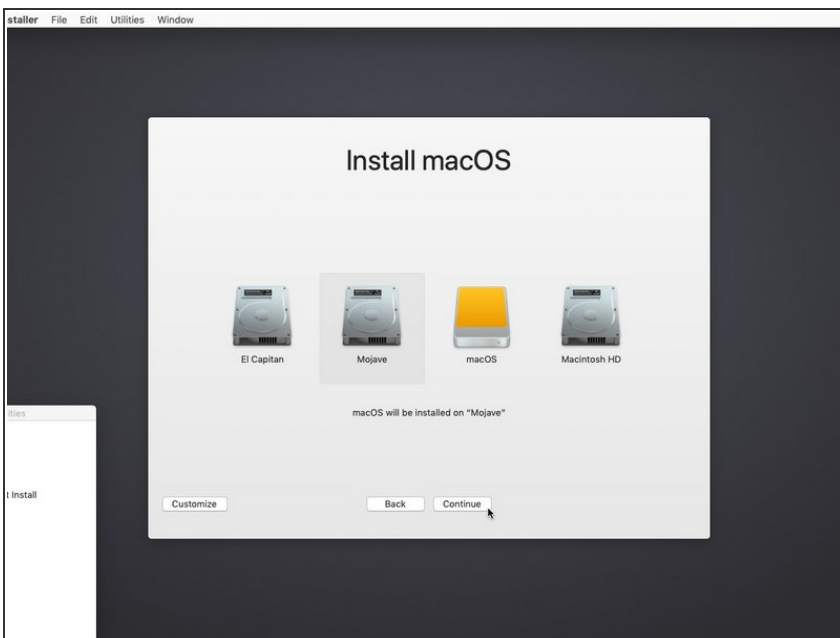 staller File Edit Utilities Window
Install macOS
El Capitan Mojave macOS Macintosh HD
macOS will be installed on “Mojave”
ities
t Install
Customize Back Continue